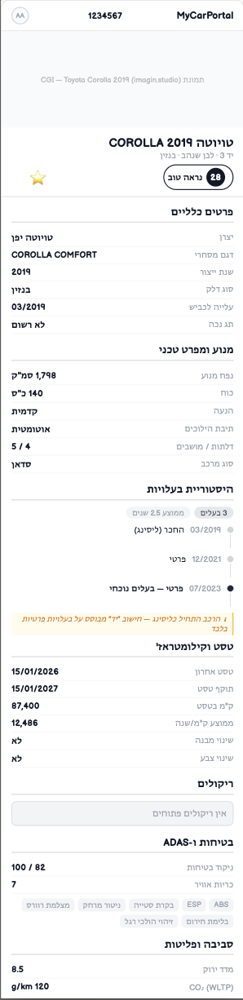 MyCarPortal 1234567 AA
תמונת CGI — Toyota Corolla 2019 (imagin.studio)
טויוטה COROLLA 2019
יד 3 · לבן שנהב · בנזין
28 נראה טוב
פרטים כלליים
יצרן טויוטה יפן
דגם מסחרי COROLLA COMFORT
שנת ייצור 2019
סוג דלק בנזין
עלייה לכביש 03/2019
תג נכה לא רשום
מנוע ומפרט טכני
נפח מנוע 1,798 סמ"ק
כוח 140 כ"ס
הנעה קדמית
תיבת הילוכים אוטומטית
דלתות / מושבים 4 / 5
סוג מרכב סדאן
היסטוריית בעלויות
3 בעלים ממוצע 2.5 שנים
03/2019 החכר (ליסינג)
12/2021 פרטי
07/2023 פרטי — בעלים נוכחי
ℹ הרכב התחיל כליסינג — חישוב "יד" מבוסס על בעלויות פרטיות
בלבד
טסט וקילומטראז'
טסט אחרון 15/01/2026
תוקף טסט 15/01/2027
ק"מ בטסט 87,400
ממוצע ק"מ/שנה 12,486
שינוי מבנה לא
שינוי צבע לא
ריקולים
אין ריקולים פתוחים
בטיחות ו-ADAS
ניקוד בטיחות 82 / 100
כריות אוויר 7
ABS ESP בקרת סטייה ניטור מרחק מצלמת רוורס
בלימת חירום זיהוי הולכי רגל
סביבה ופליטות
מדד ירוק 8.5
CO₂ (WLTP) 120 g/km